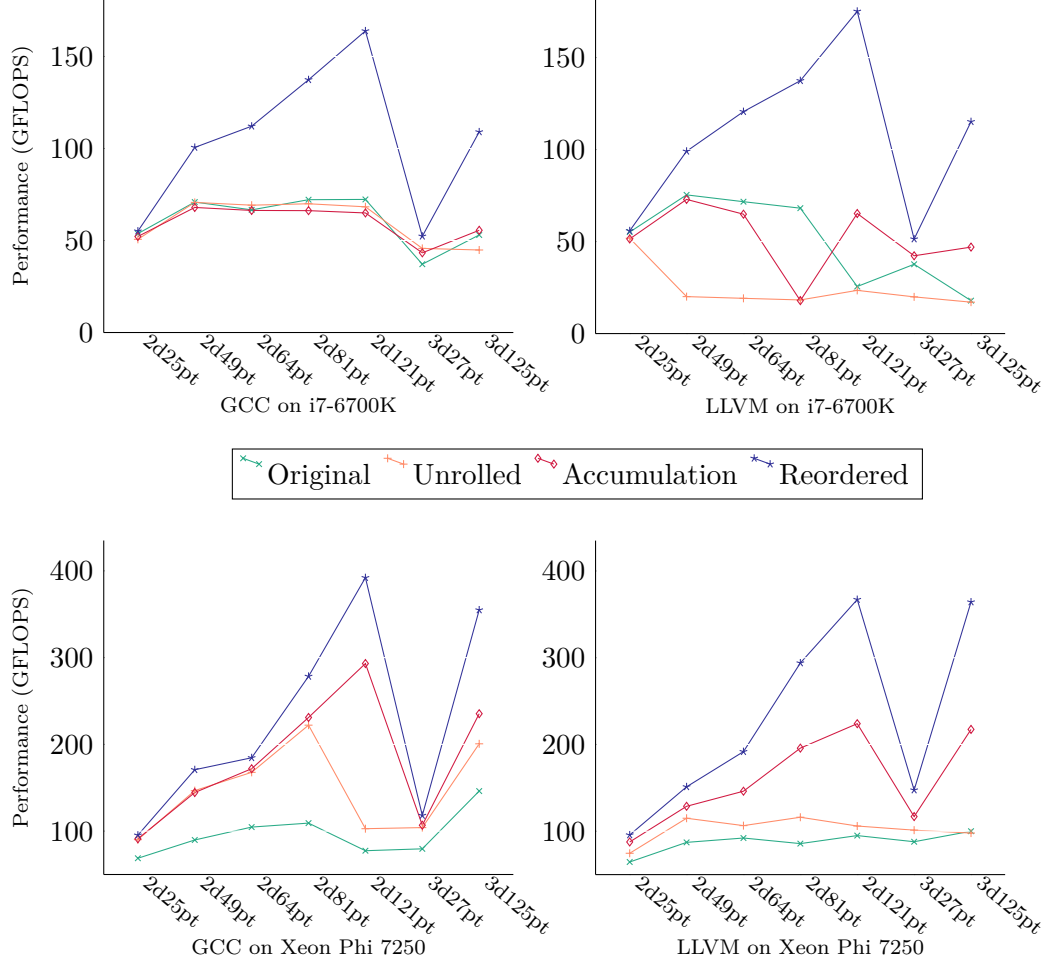 150
100
50
0
Performance (GFLOPS)
2d25pt
2d49pt
2d64pt
2d81pt
2d121pt
3d27pt
3d125pt
GCC on i7-6700K
150
100
50
0
2d25pt
2d49pt
2d64pt
2d81pt
2d121pt
3d27pt
3d125pt
LLVM on i7-6700K
Original Unrolled Accumulation Reordered
400
300
200
100
Performance (GFLOPS)
2d25pt
2d49pt
2d64pt
2d81pt
2d121pt
3d27pt
3d125pt
GCC on Xeon Phi 7250
400
300
200
100
2d25pt
2d49pt
2d64pt
2d81pt
2d121pt
3d27pt
3d125pt
LLVM on Xeon Phi 7250